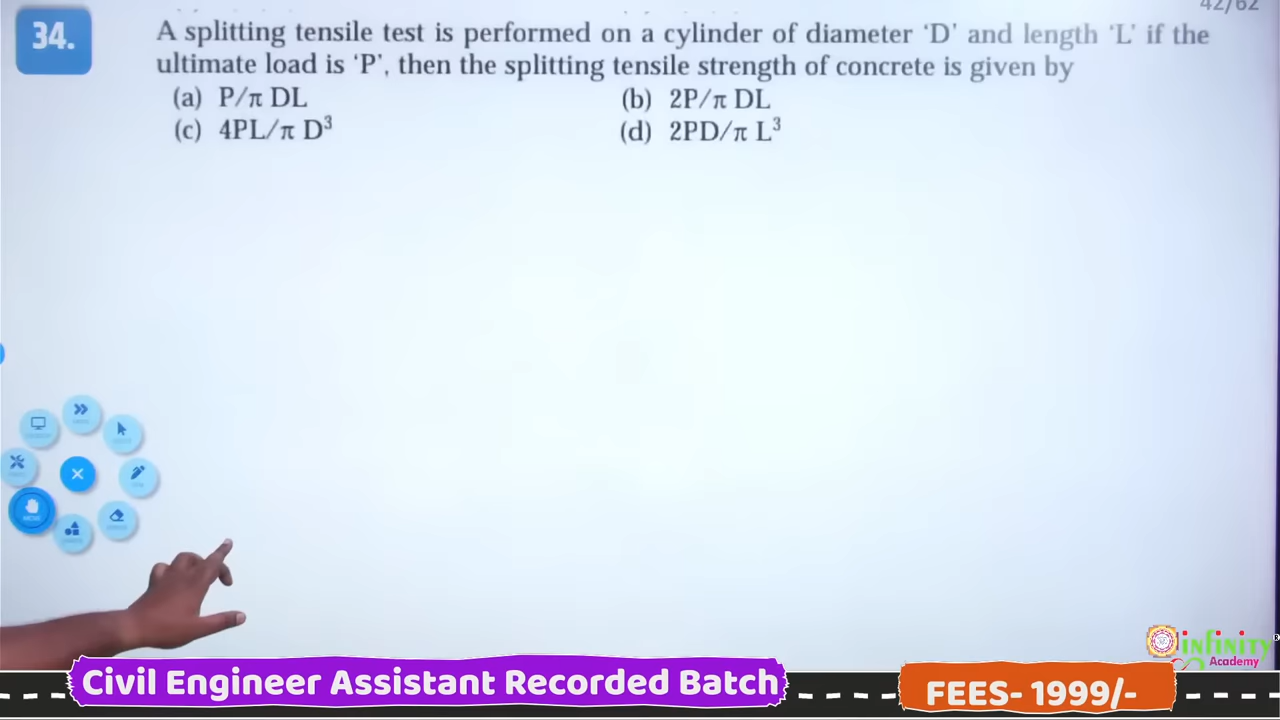 42/62
34.
A splitting tensile test is performed on a cylinder of diameter ‘D’ and length ‘L’ if the
ultimate load is ‘P’, then the splitting tensile strength of concrete is given by
(a) P/π DL (b) 2P/π DL
(c) 4PL/π D³ (d) 2PD/π L³
infinity
Academy
Civil Engineer Assistant Recorded Batch
FEES- 1999/-